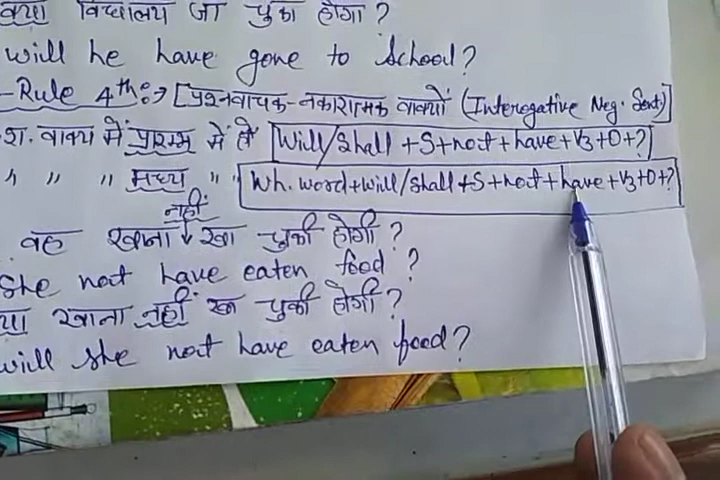 क्या विद्यालय जा चुका होगा ?
will he have gone to School?
-Rule 4th:→ [प्रश्नवाचक-नकारात्मक वाक्यों (Interogative Neg. Sent.)]
श. वाक्य में प्रारम्भ में हो [Will/Shall +S+not+have+V3+O+?]
" " " मध्य " " [Wh. word+will/shall +S+not+have+V3+O+?]
वह खाना नहीं खा चुकी होगी ?
She not have eaten food ?
या खाना नहीं खा चुकी होगी ?
will she not have eaten food?